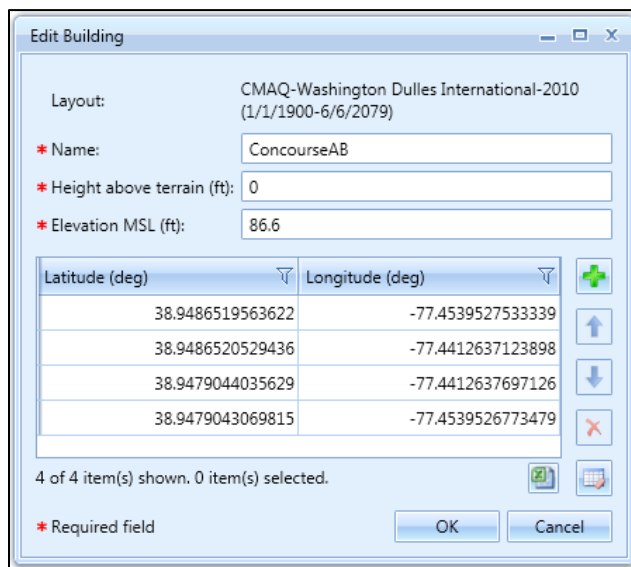 Edit Building
Layout:
CMAQ-Washington Dulles International-2010
(1/1/1900-6/6/2079)
* Name: ConcourseAB
* Height above terrain (ft): 0
* Elevation MSL (ft): 86.6
Latitude (deg) Longitude (deg)
38.9486519563622 -77.4539527533339
38.9486520529436 -77.4412637123898
38.9479044035629 -77.4412637697126
38.9479043069815 -77.4539526773479
4 of 4 item(s) shown. 0 item(s) selected.
* Required field OK Cancel